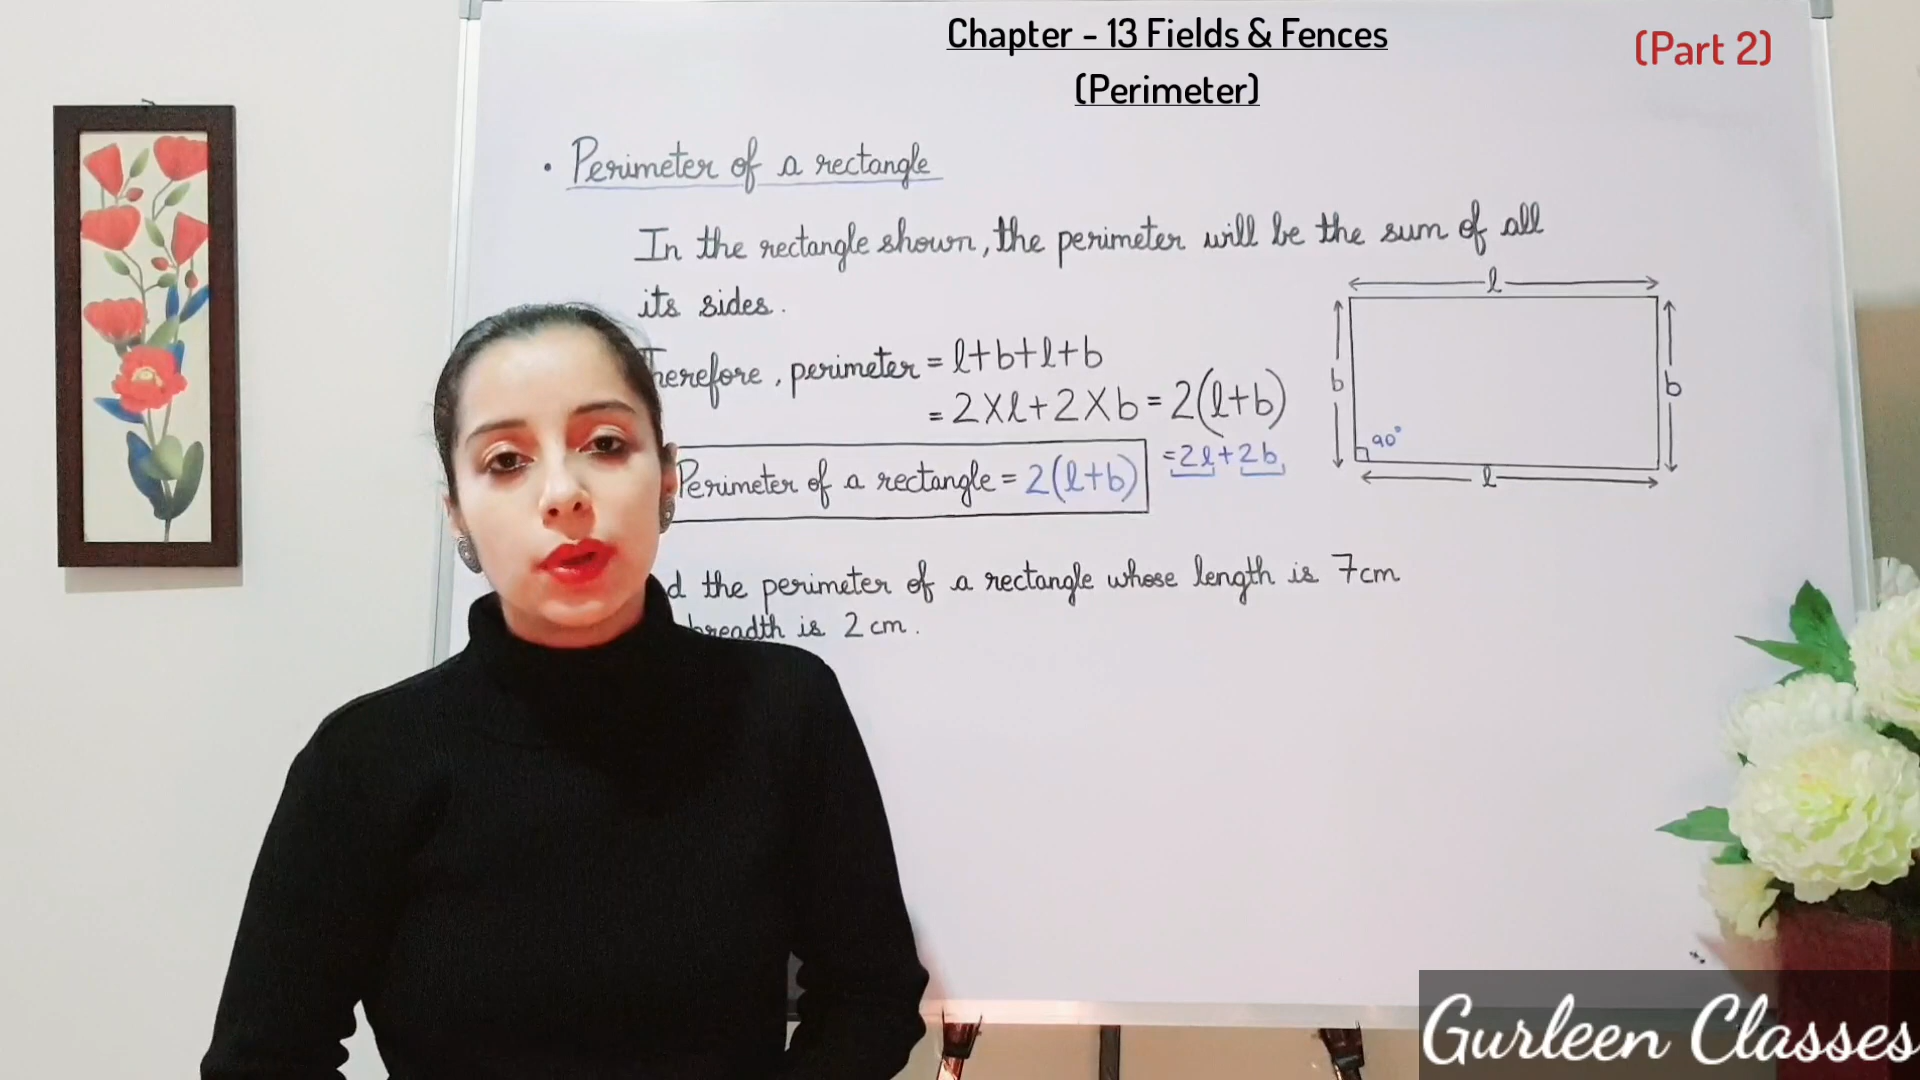 Chapter - 13 Fields & Fences
(Perimeter)
(Part 2)
• Perimeter of a rectangle
In the rectangle shown, the perimeter will be the sum of all
its sides.
herefore, perimeter = l+b+l+b
= 2×l+2×b = 2(l+b)
= 2l+2b
Perimeter of a rectangle = 2(l+b)
l
b
b
90°
l
d the perimeter of a rectangle whose length is 7cm
breadth is 2 cm.
Gurleen Classes